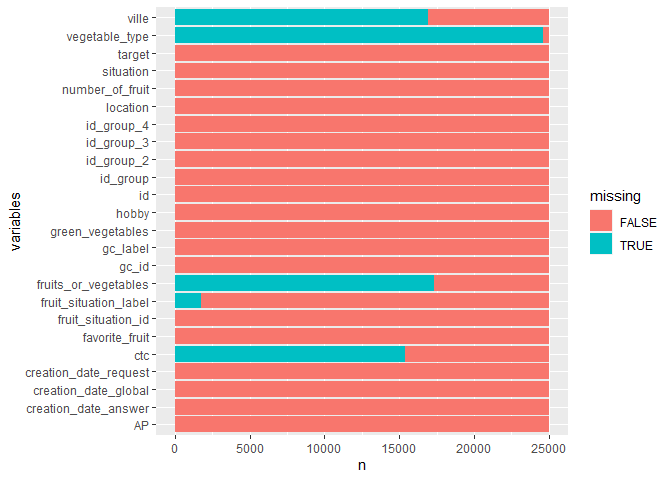 ville
vegetable_type
target
situation
number_of_fruit
location
id_group_4
id_group_3
id_group_2
id_group
id
hobby
green_vegetables
gc_label
gc_id
fruits_or_vegetables
fruit_situation_label
fruit_situation_id
favorite_fruit
ctc
creation_date_request
creation_date_global
creation_date_answer
AP
variables
0 5000 10000 15000 20000 25000
n
missing
FALSE
TRUE